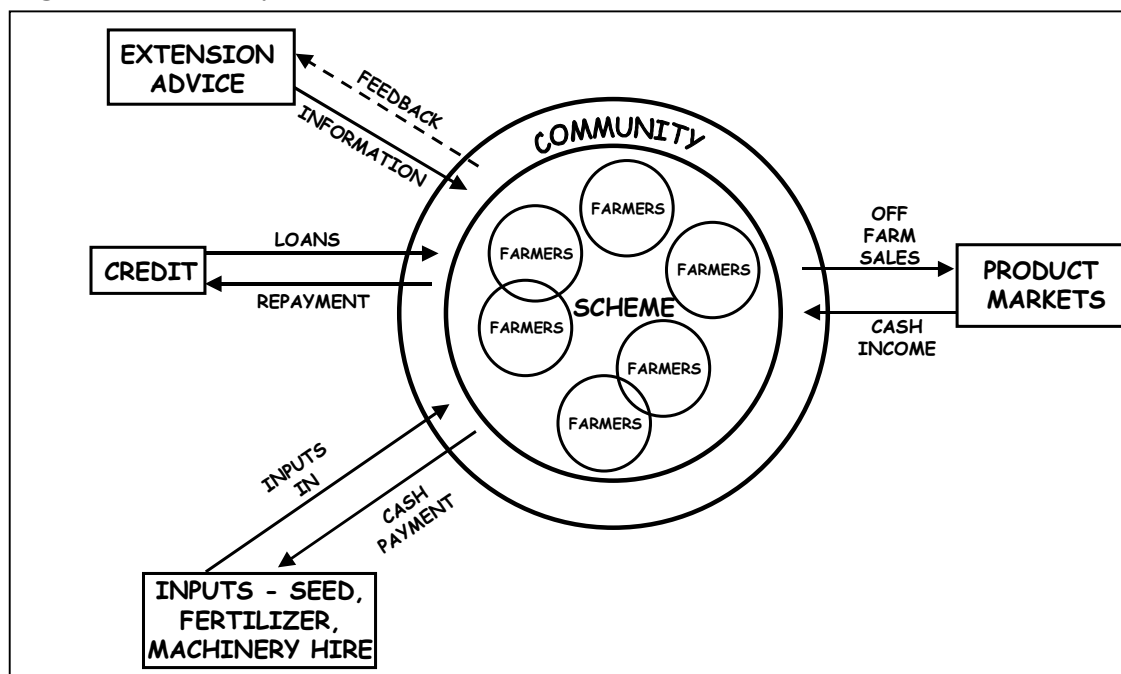 EXTENSION
ADVICE
FEEDBACK
INFORMATION
COMMUNITY
FARMERS
FARMERS
FARMERS
SCHEME
FARMERS
FARMERS
FARMERS
LOANS
CREDIT
REPAYMENT
OFF
FARM
SALES
PRODUCT
MARKETS
CASH
INCOME
INPUTS
IN
CASH
PAYMENT
INPUTS - SEED,
FERTILIZER,
MACHINERY HIRE